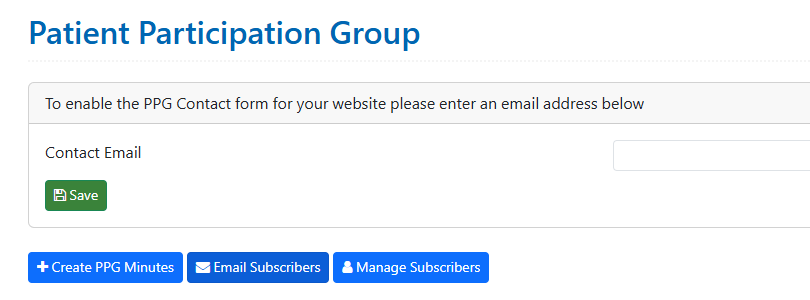 Patient Participation Group
To enable the PPG Contact form for your website please enter an email address below
Contact Email
Save
Create PPG Minutes
Email Subscribers
Manage Subscribers